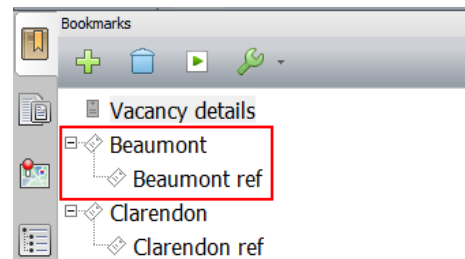 Bookmarks
Vacancy details
Beaumont
Beaumont ref
Clarendon
Clarendon ref